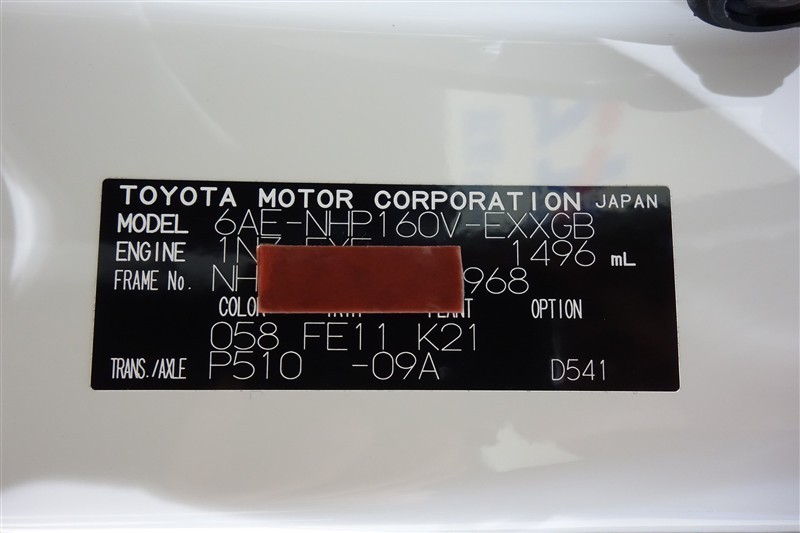 TOYOTA MOTOR CORPORATION JAPAN
MODEL 6AE-NHP160V-EXXGB
ENGINE 1496 mL
FRAME No. NH 968
COLOR OPTION
058 FE11 K21
TRANS./AXLE P510 -09A D541